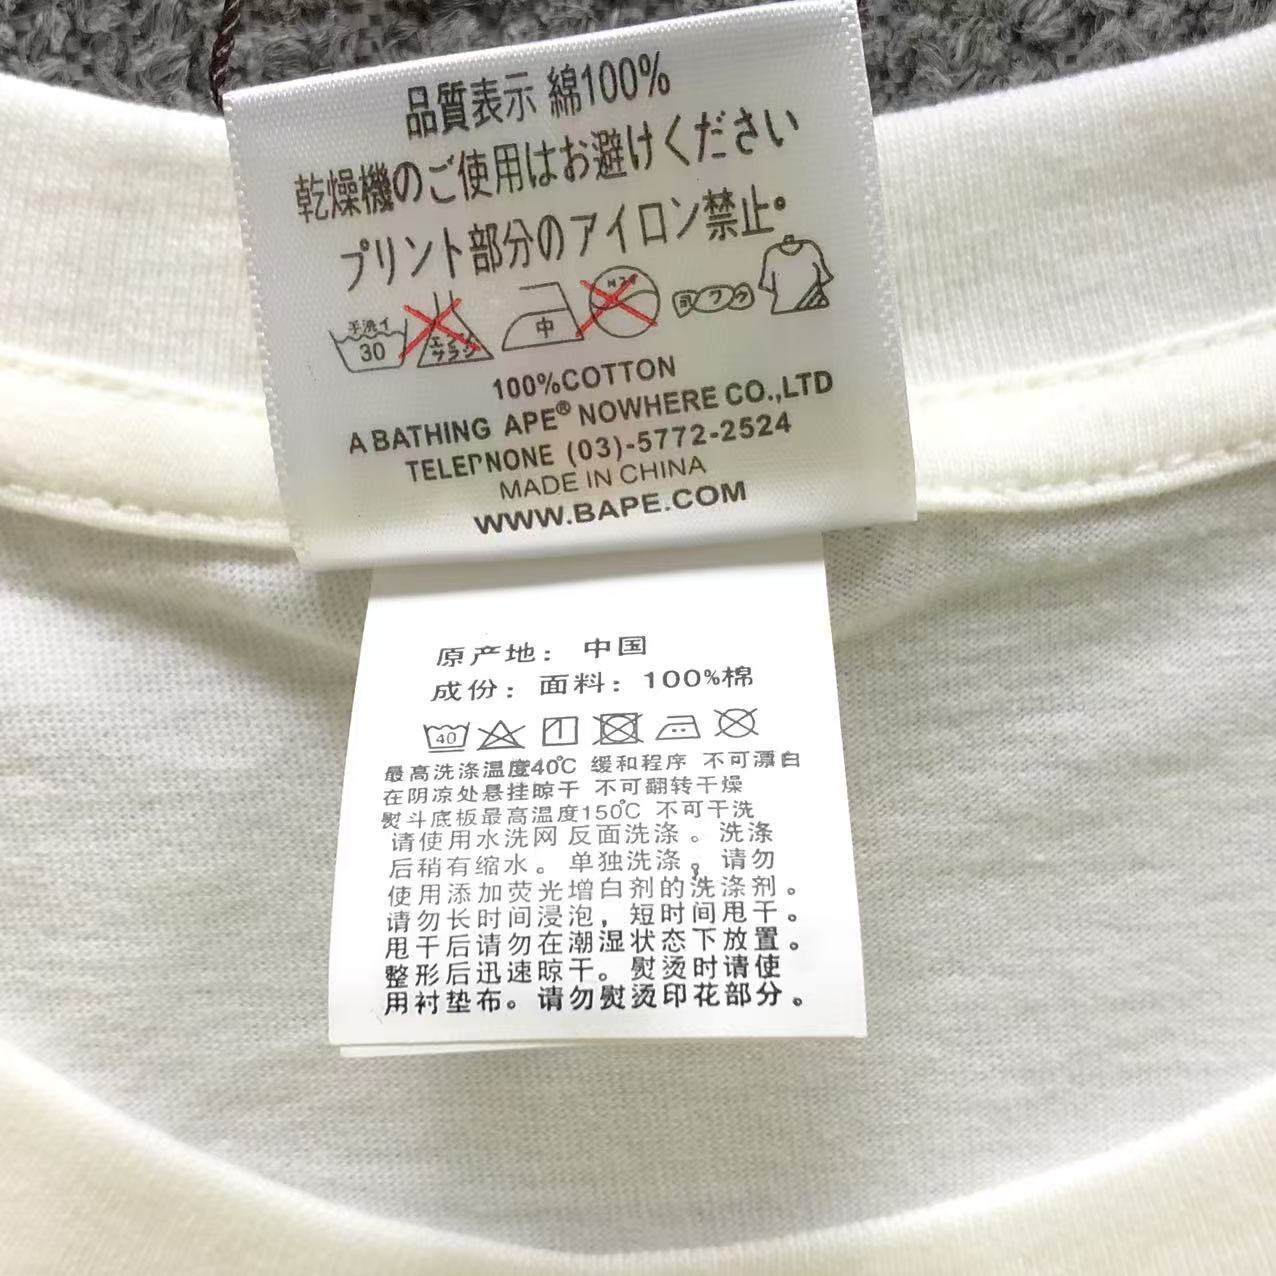 品質表示 綿100%
乾燥機のご使用はお避けください
プリント部分のアイロン禁止。
手洗イ 30 エンソ サラシ 中
100%COTTON
A BATHING APE® NOWHERE CO.,LTD
TELEPNONE (03)-5772-2524
MADE IN CHINA
WWW.BAPE.COM
原产地：中国
成份：面料：100%棉
40
最高洗涤温度40℃ 缓和程序 不可漂白
在阴凉处悬挂晾干 不可翻转干燥
熨斗底板最高温度150℃ 不可干洗
请使用水洗网 反面洗涤。洗涤
后稍有缩水。单独洗涤，请勿
使用添加荧光增白剂的洗涤剂。
请勿长时间浸泡，短时间甩干。
甩干后请勿在潮湿状态下放置。
整形后迅速晾干。熨烫时请使
用衬垫布。请勿熨烫印花部分。